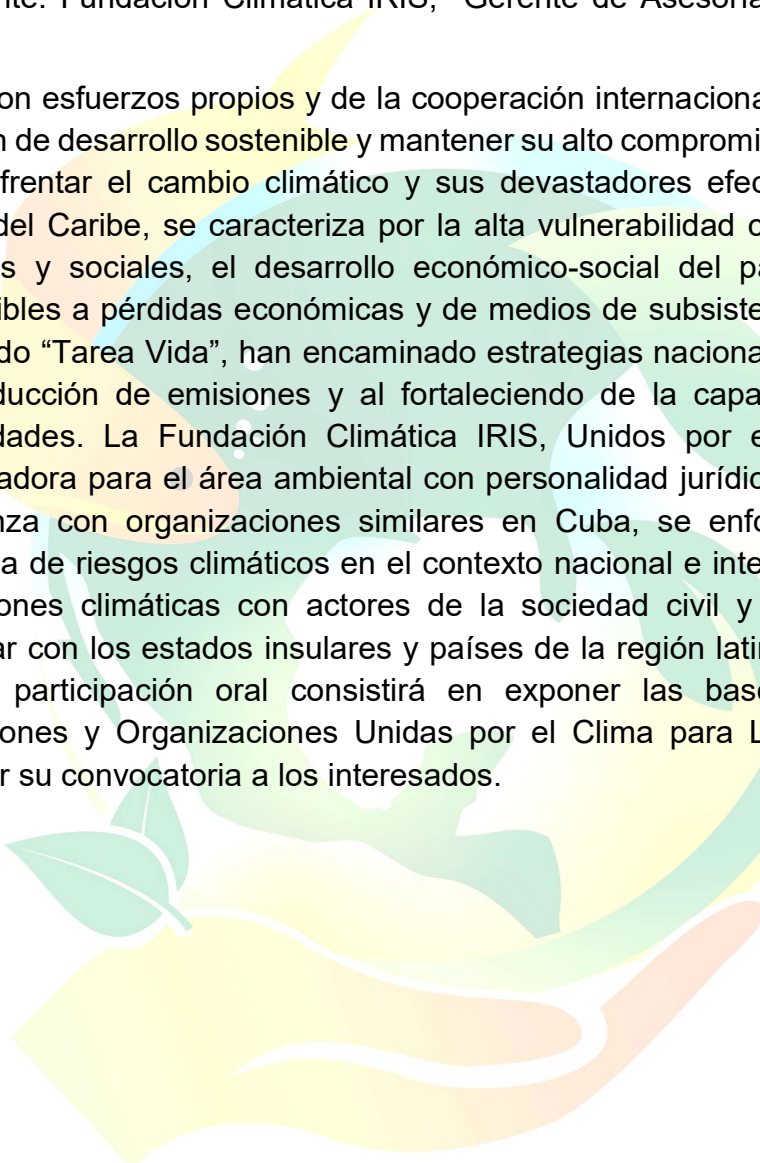 nte. Fundación Climática IRIS, Gerente de Asesoría
on esfuerzos propios y de la cooperación internaciona
n de desarrollo sostenible y mantener su alto compromi
frentar el cambio climático y sus devastadores efec
del Caribe, se caracteriza por la alta vulnerabilidad
s y sociales, el desarrollo económico-social del pa
ibles a pérdidas económicas y de medios de subsiste
do “Tarea Vida”, han encaminado estrategias naciona
ducción de emisiones y al fortaleciendo de la capa
dades. La Fundación Climática IRIS, Unidos por e
adora para el área ambiental con personalidad jurídic
nza con organizaciones similares en Cuba, se enfo
a de riesgos climáticos en el contexto nacional e inte
ones climáticas con actores de la sociedad civil y
ar con los estados insulares y países de la región latin
participación oral consistirá en exponer las bas
ones y Organizaciones Unidas por el Clima para L
r su convocatoria a los interesados.